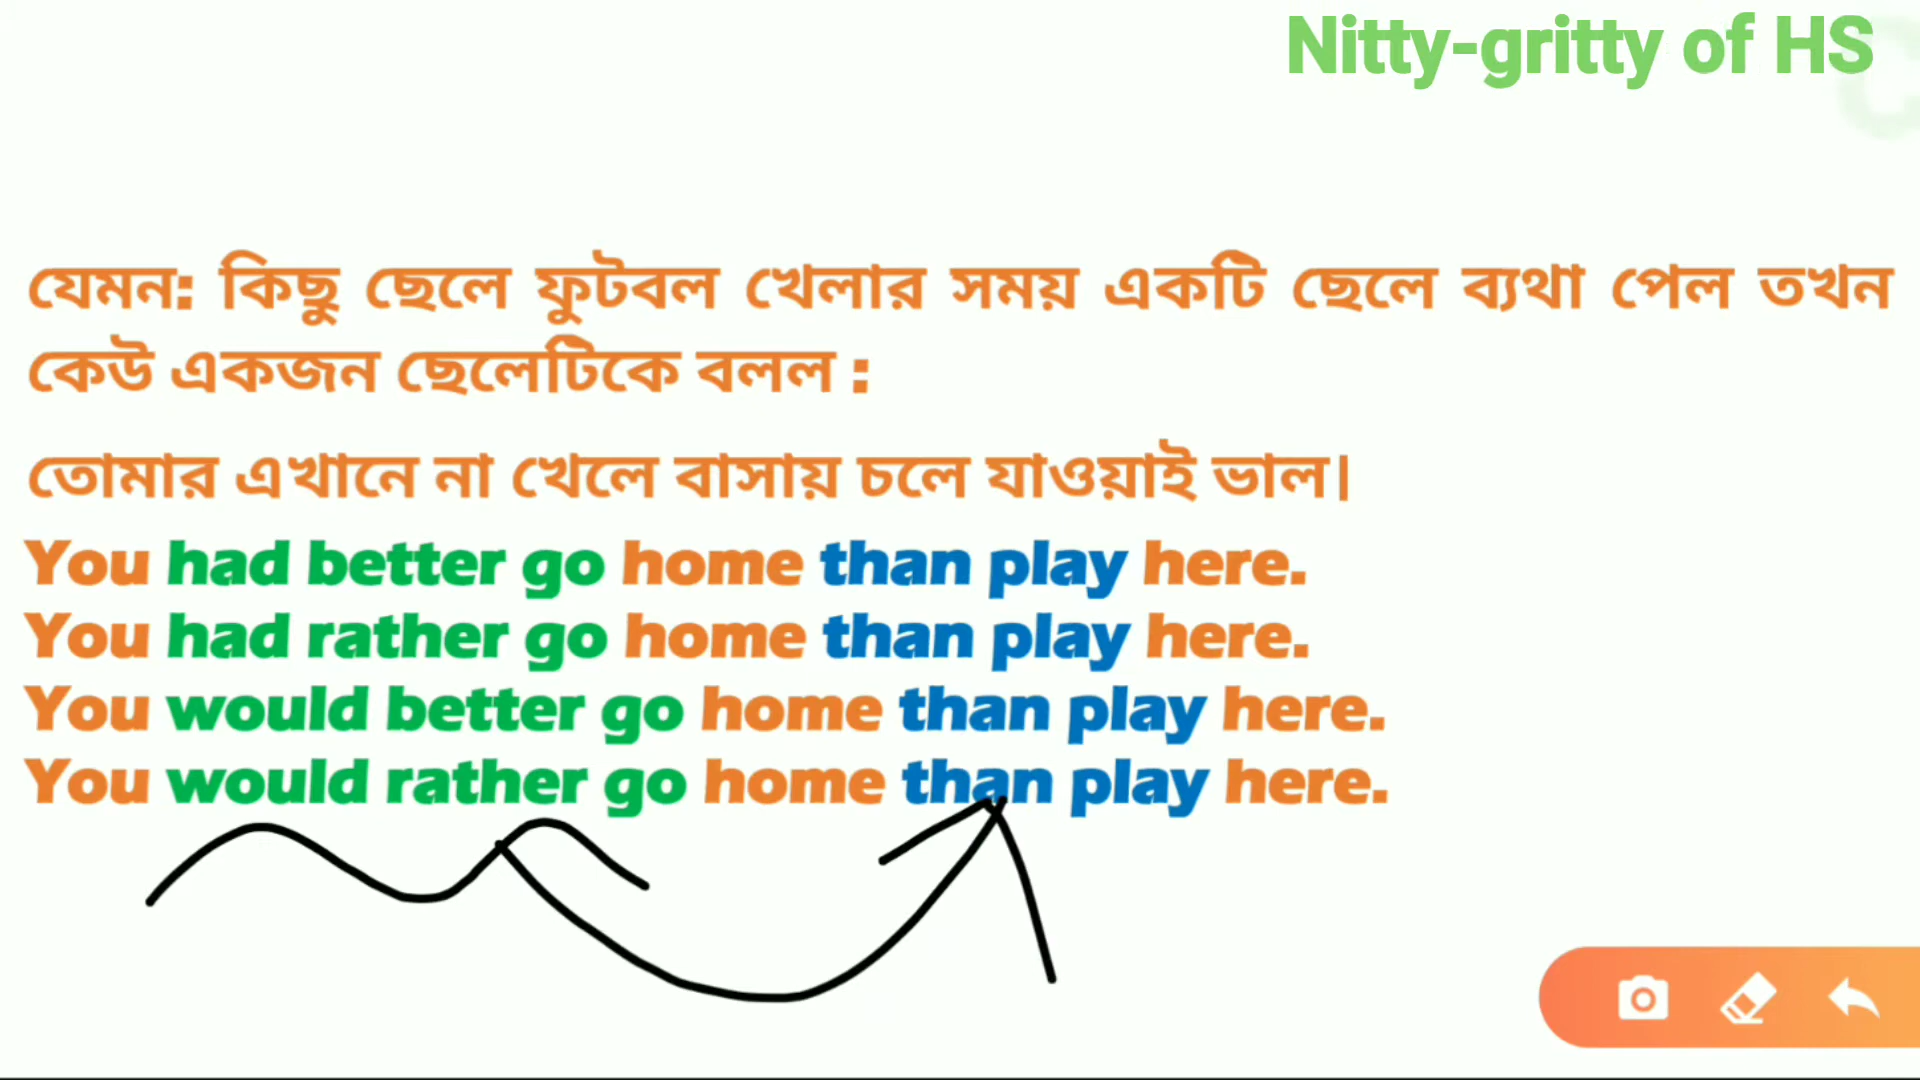 Nitty-gritty of HS
যেমন: কিছু ছেলে ফুটবল খেলার সময় একটি ছেলে ব্যথা পেল তখন
কেউ একজন ছেলেটিকে বলল :
তোমার এখানে না খেলে বাসায় চলে যাওয়াই ভাল।
You had better go home than play here.
You had rather go home than play here.
You would better go home than play here.
You would rather go home than play here.